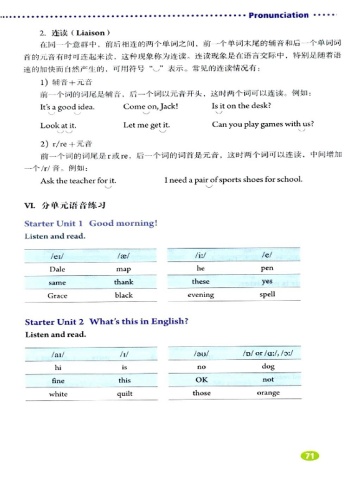 Pronunciation
2. 连读（Liaison）
在同一个意群中，前后相连的两个单词之间，前一个单词末尾的辅音和后一个单词词
首的元音有时可连起来读，这种现象称为连读。连读现象是在语言交际中，特别是随着语
速的加快而自然产生的，可用符号“‿”表示。常见的连读情况有：
1）辅音+元音
前一个词的词尾是辅音，后一个词以元音开头，这时两个词可以连读。例如：
It's a good idea. Come on, Jack! Is it on the desk?
Look at it. Let me get it. Can you play games with us?
2）r/re+元音
前一个词的词尾是r或re，后一个词的词首是元音，这时两个词可以连读，中间增加
一个/r/音。例如：
Ask the teacher for it. I need a pair of sports shoes for school.
VI. 分单元语音练习
Starter Unit 1 Good morning!
Listen and read.
/eɪ/ /æ/ /iː/ /e/
Dale map he pen
same thank these yes
Grace black evening spell
Starter Unit 2 What's this in English?
Listen and read.
/aɪ/ /ɪ/ /əʊ/ /ɒ/ or /ɑː/, /ɔː/
hi is no dog
fine this OK not
white quilt those orange
71